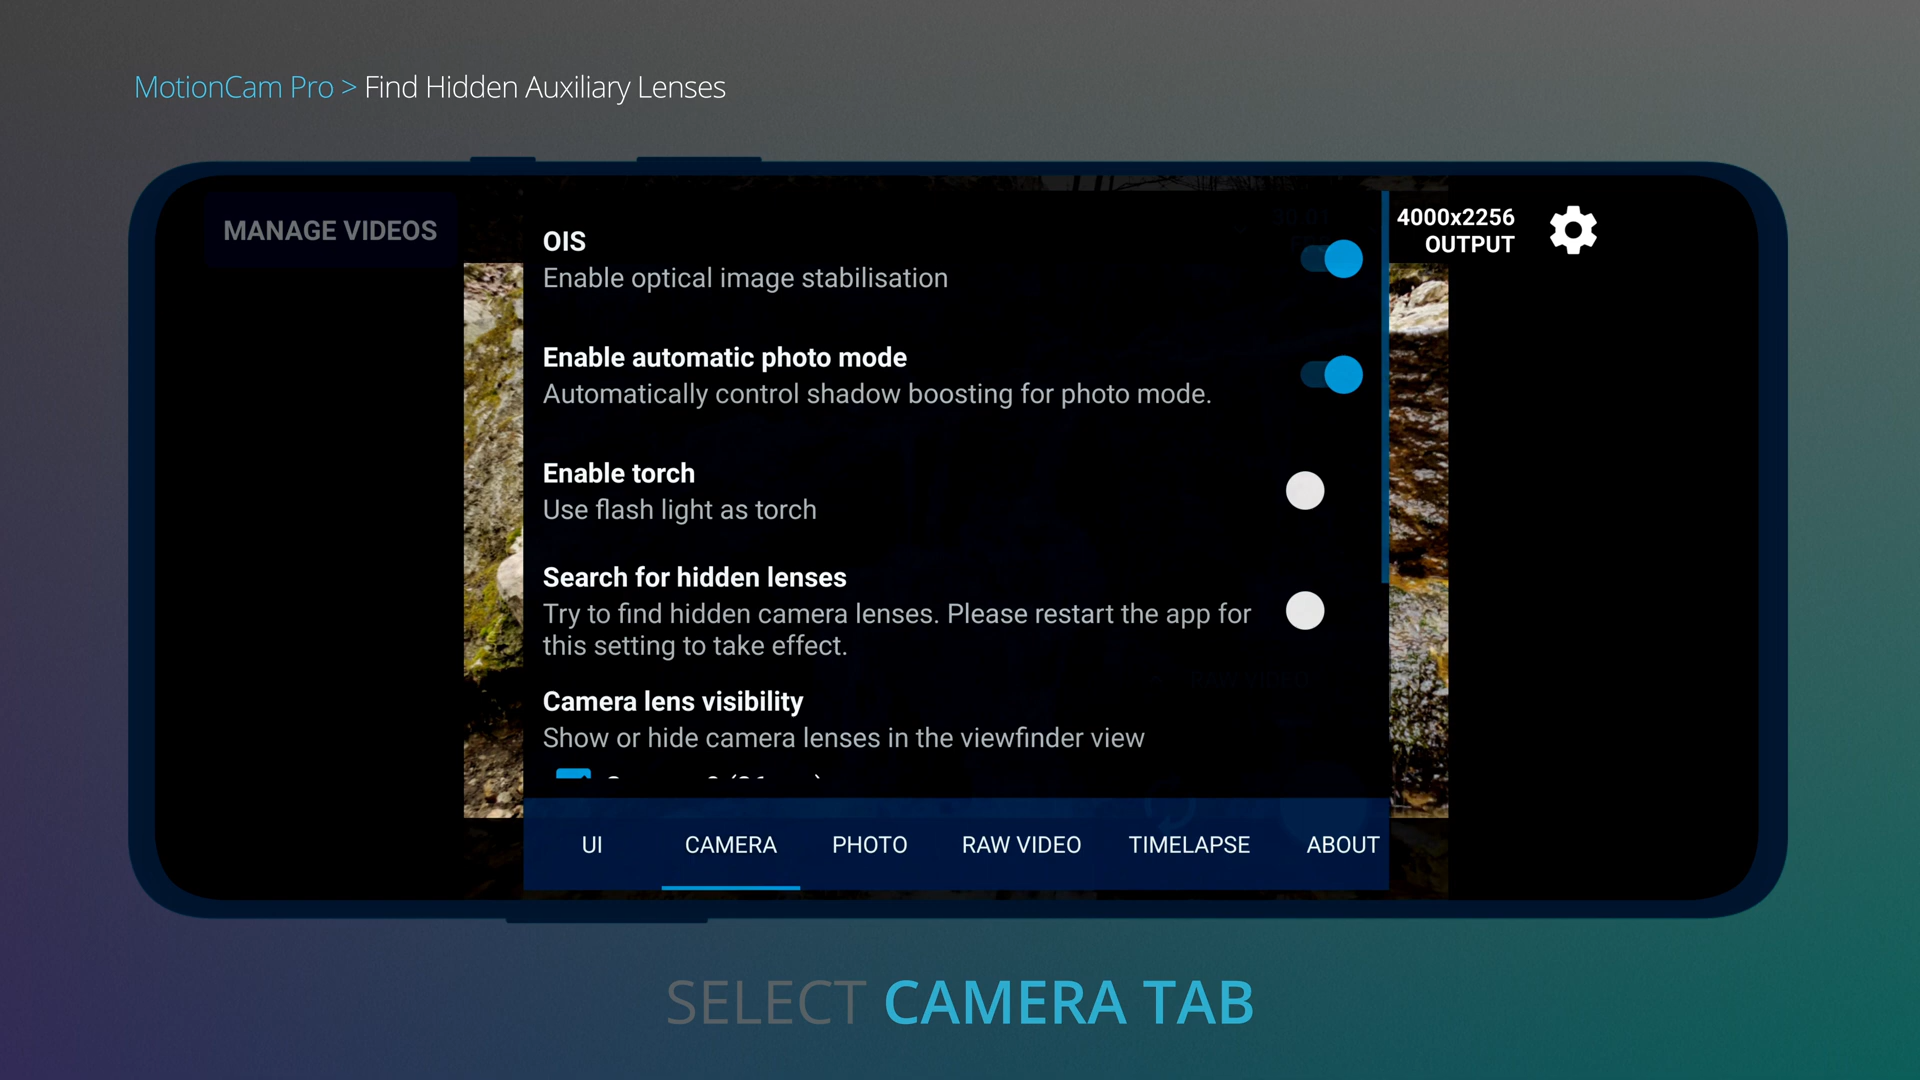 MotionCam Pro > Find Hidden Auxiliary Lenses
MANAGE VIDEOS
4000x2256
OUTPUT
OIS
Enable optical image stabilisation
Enable automatic photo mode
Automatically control shadow boosting for photo mode.
Enable torch
Use flash light as torch
Search for hidden lenses
Try to find hidden camera lenses. Please restart the app for
this setting to take effect.
RAW VIDEO
Camera lens visibility
Show or hide camera lenses in the viewfinder view
UI CAMERA PHOTO RAW VIDEO TIMELAPSE ABOUT
SELECT CAMERA TAB